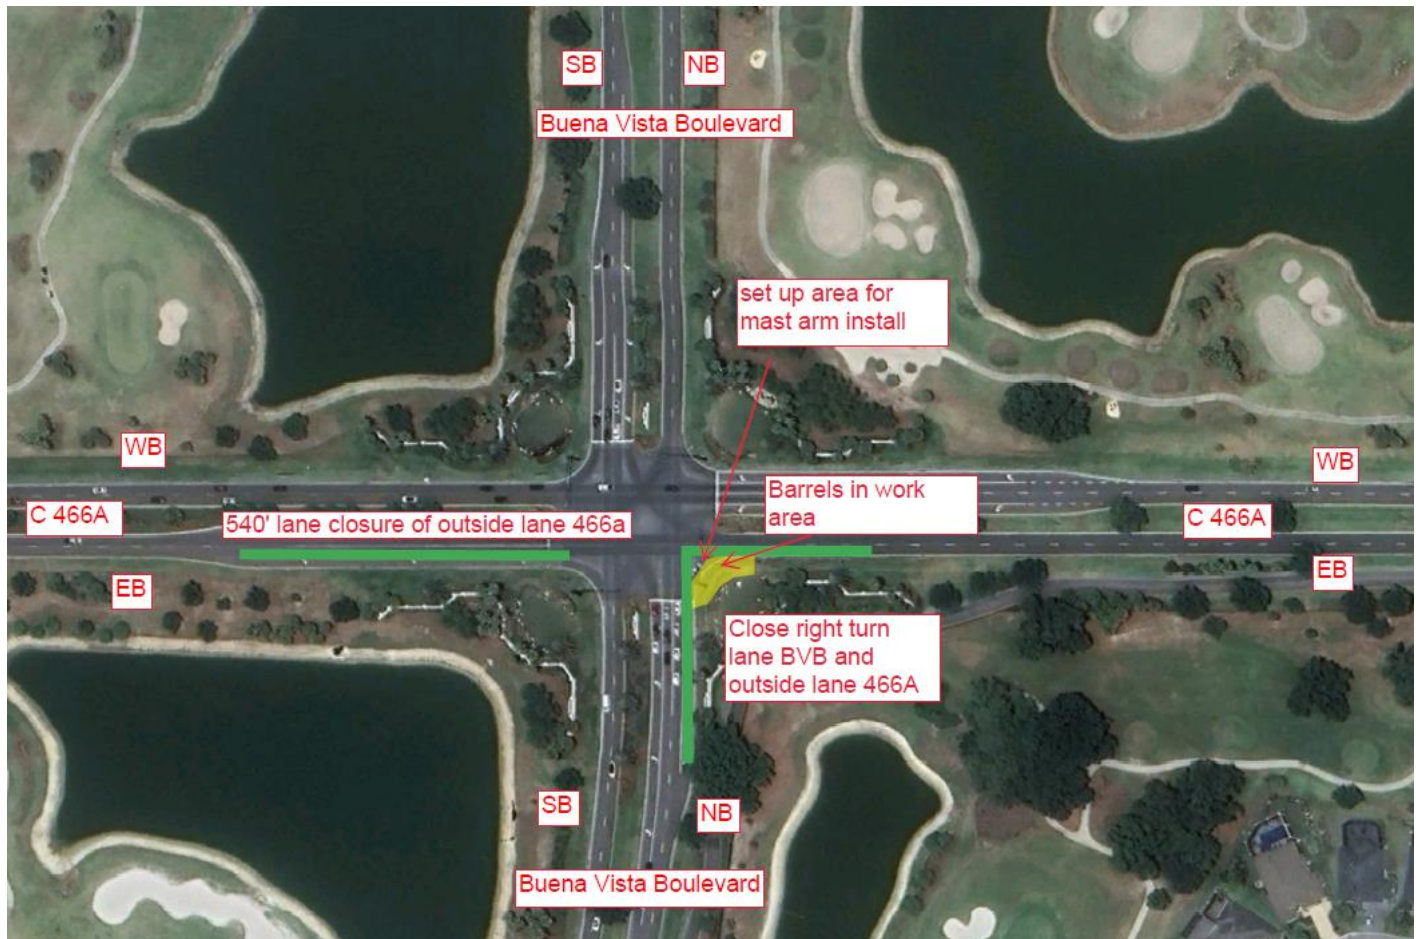 SB
NB
Buena Vista Boulevard
set up area for
mast arm install
WB
WB
Barrels in work
area
C 466A
540' lane closure of outside lane 466a
C 466A
EB
EB
Close right turn
lane BVB and
outside lane 466A
SB
NB
Buena Vista Boulevard